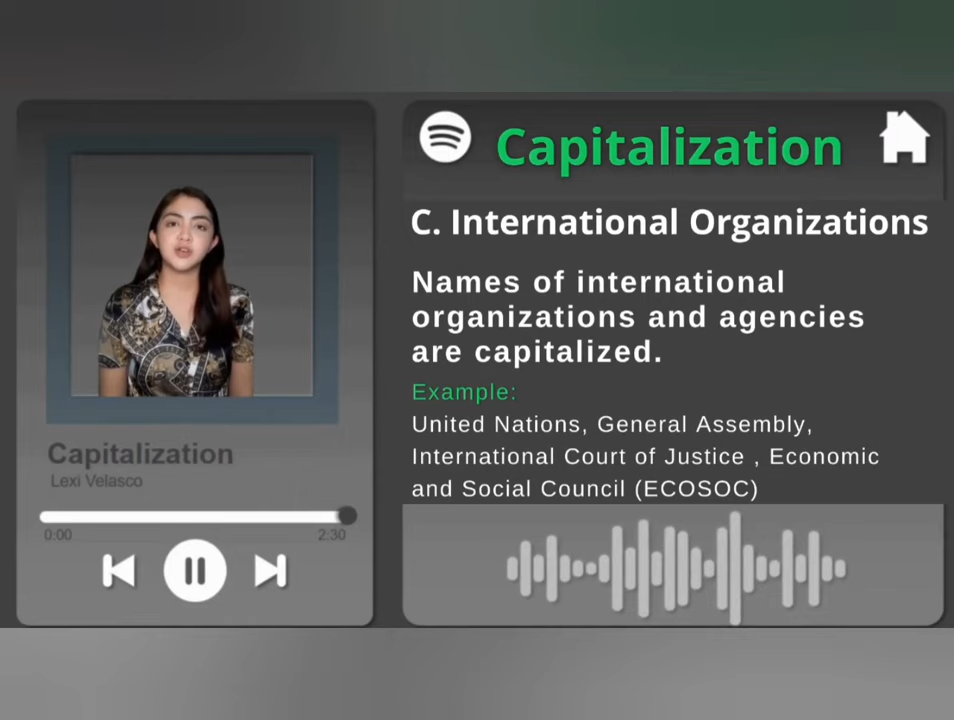 Capitalization
C. International Organizations
Names of international
organizations and agencies
are capitalized.
Example:
United Nations, General Assembly,
International Court of Justice , Economic
and Social Council (ECOSOC)
Capitalization
Lexi Velasco
0:00 2:30